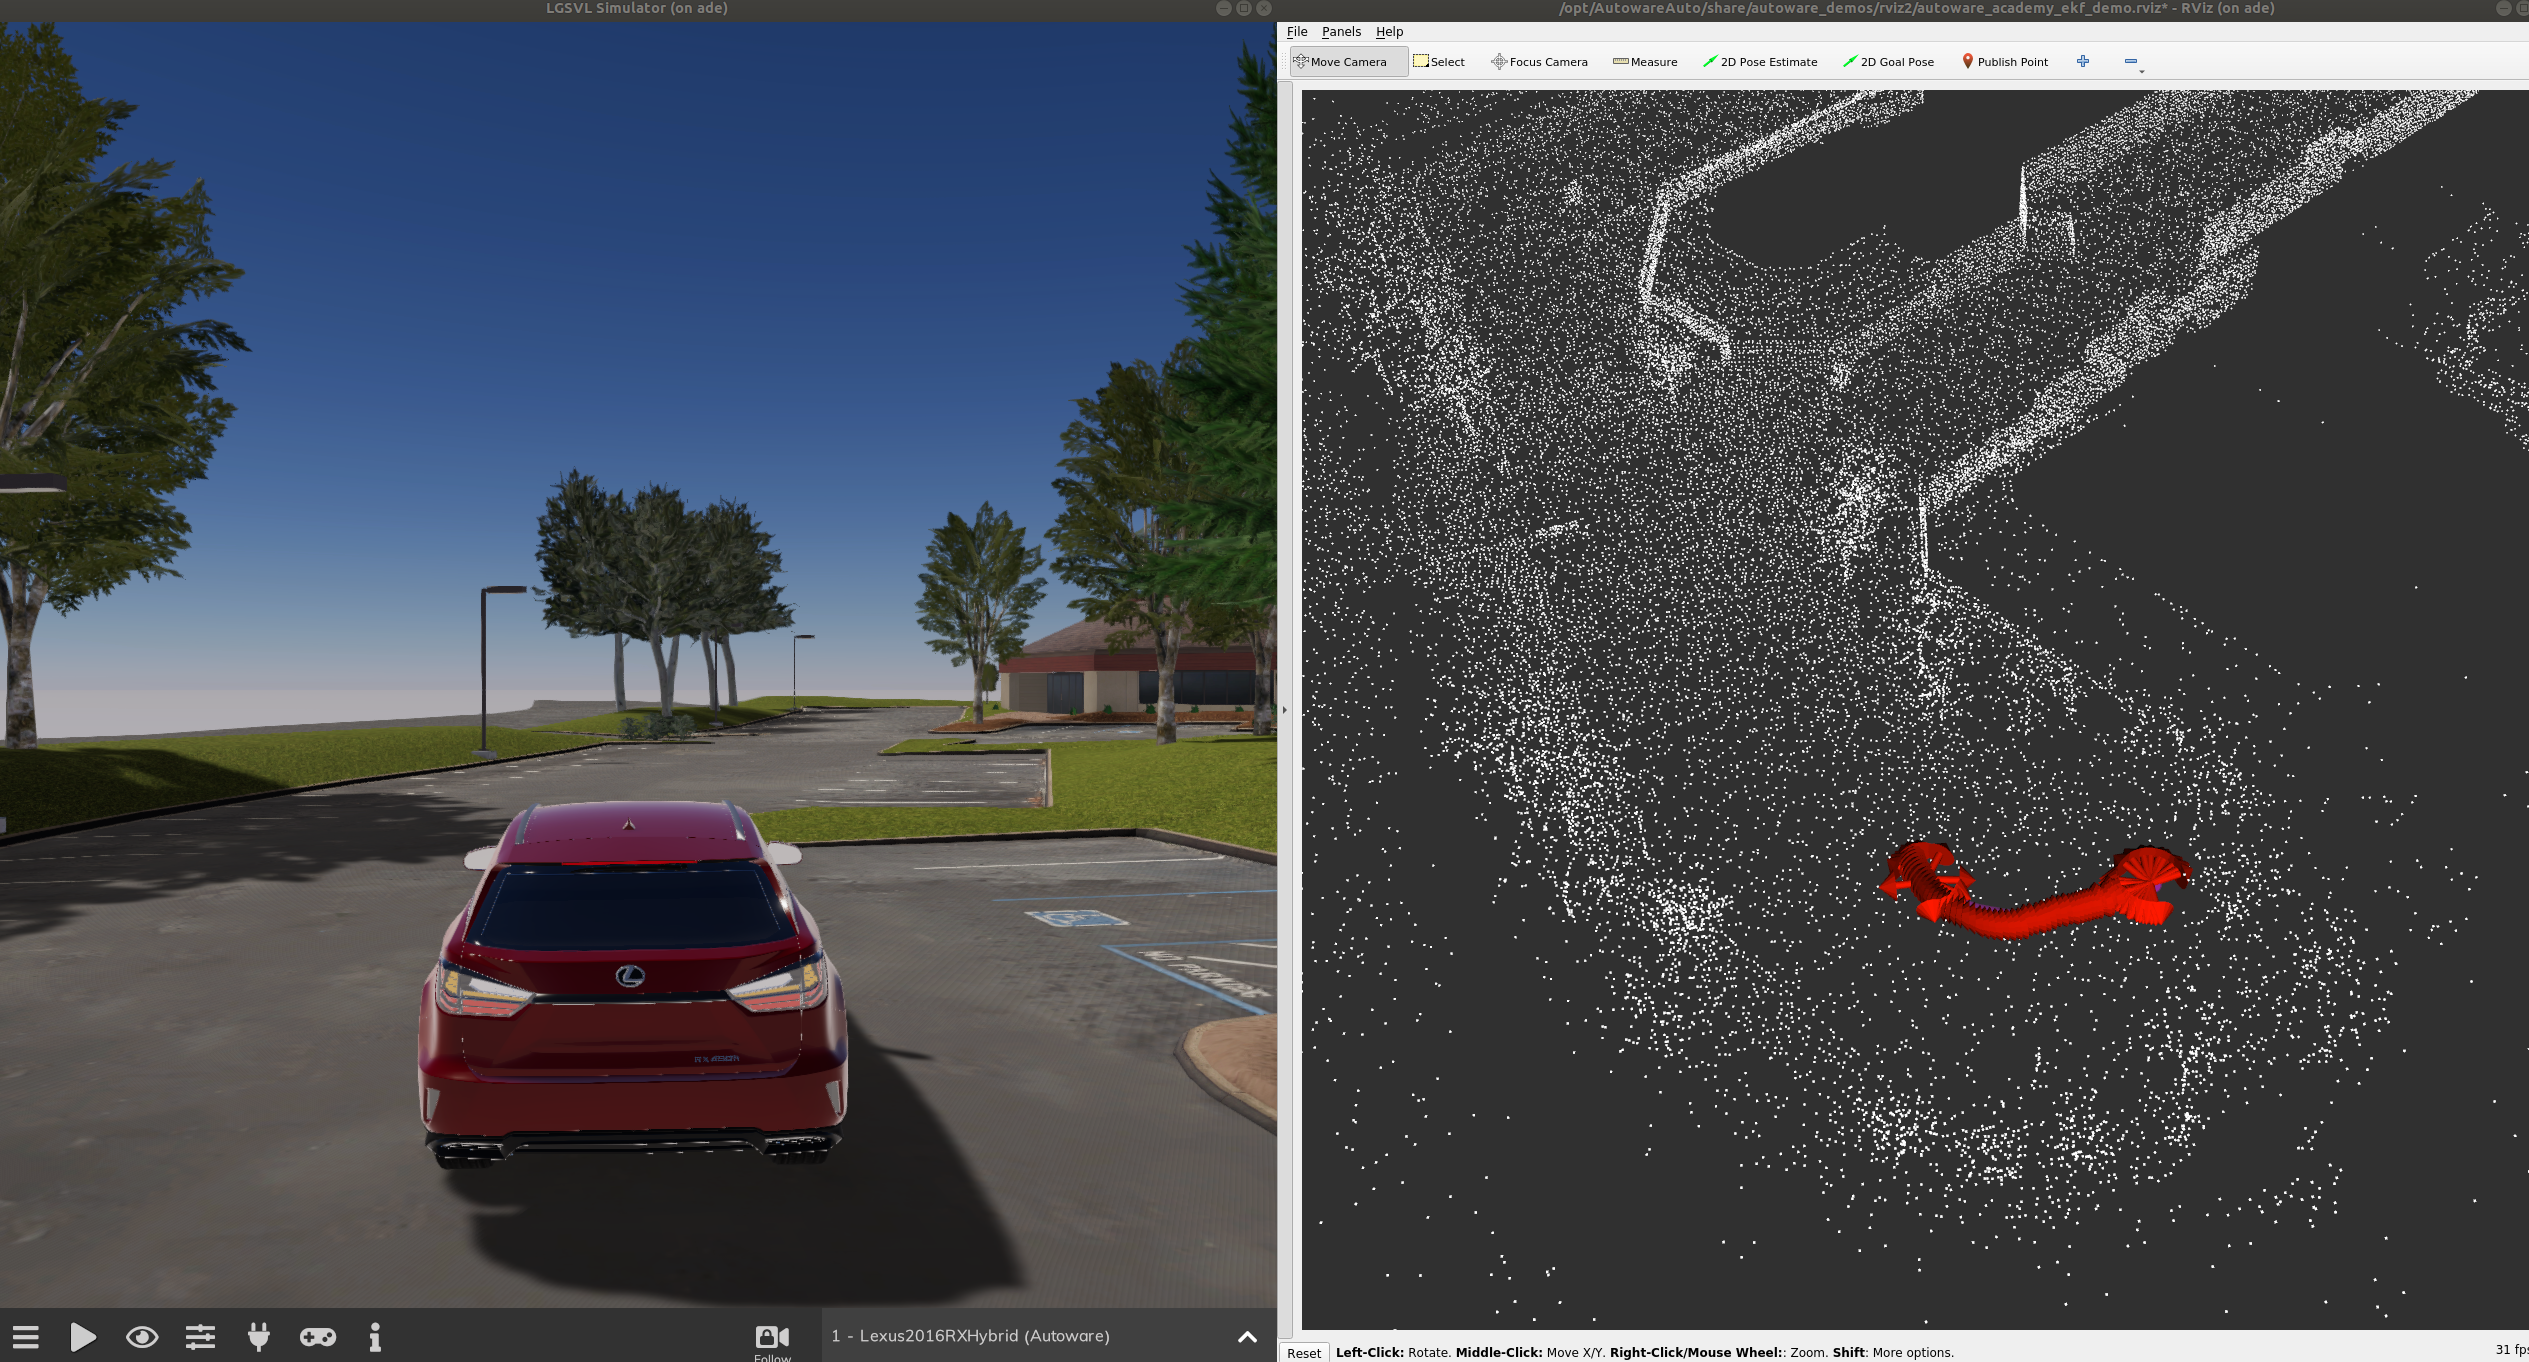 LGSVL Simulator (on ade)
/opt/AutowareAuto/share/autoware_demos/rviz2/autoware_academy_ekf_demo.rviz* - RViz (on ade)
File Panels Help
Move Camera Select Focus Camera Measure 2D Pose Estimate 2D Goal Pose Publish Point
NO PARKING
RX 450h
Follow
1 - Lexus2016RXHybrid (Autoware)
Reset Left-Click: Rotate. Middle-Click: Move X/Y. Right-Click/Mouse Wheel:: Zoom. Shift: More options.
31 fps